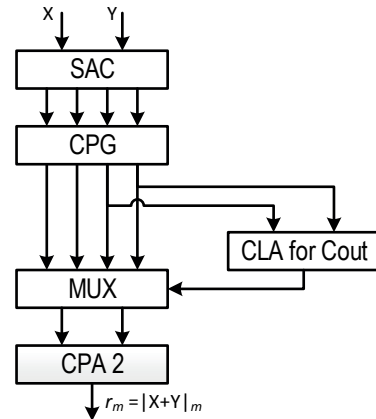 X Y
SAC
CPG
CLA for Cout
MUX
CPA 2
rₘ = |X+Y|ₘ